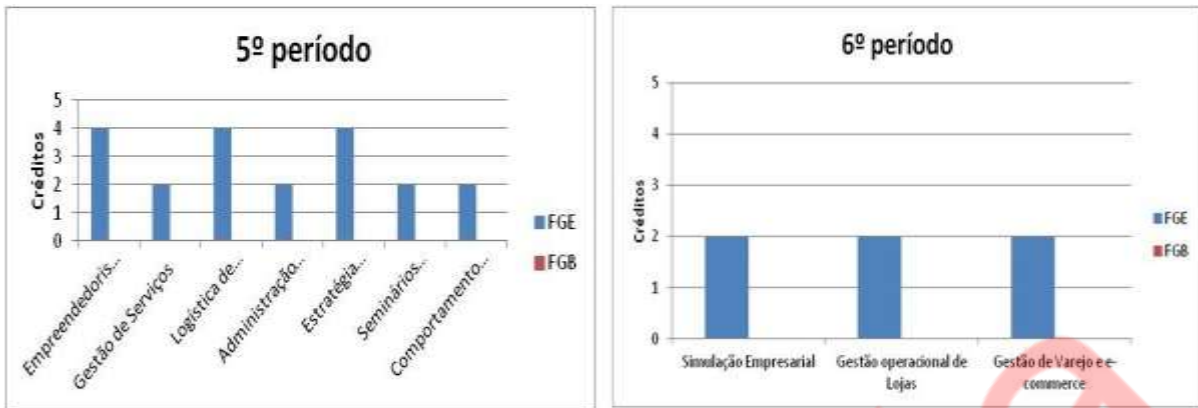 5º período
5
4
3
2
1
0
Créditos
Empreendedoris...
Gestão de Serviços
Logística de...
Administração...
Estratégia...
Seminários...
Comportamento...
FGE
FGB
6º período
5
4
3
2
1
0
Créditos
Simulação Empresarial
Gestão operacional de
Lojas
Gestão de Varejo e e-
commerce
FGE
FGB